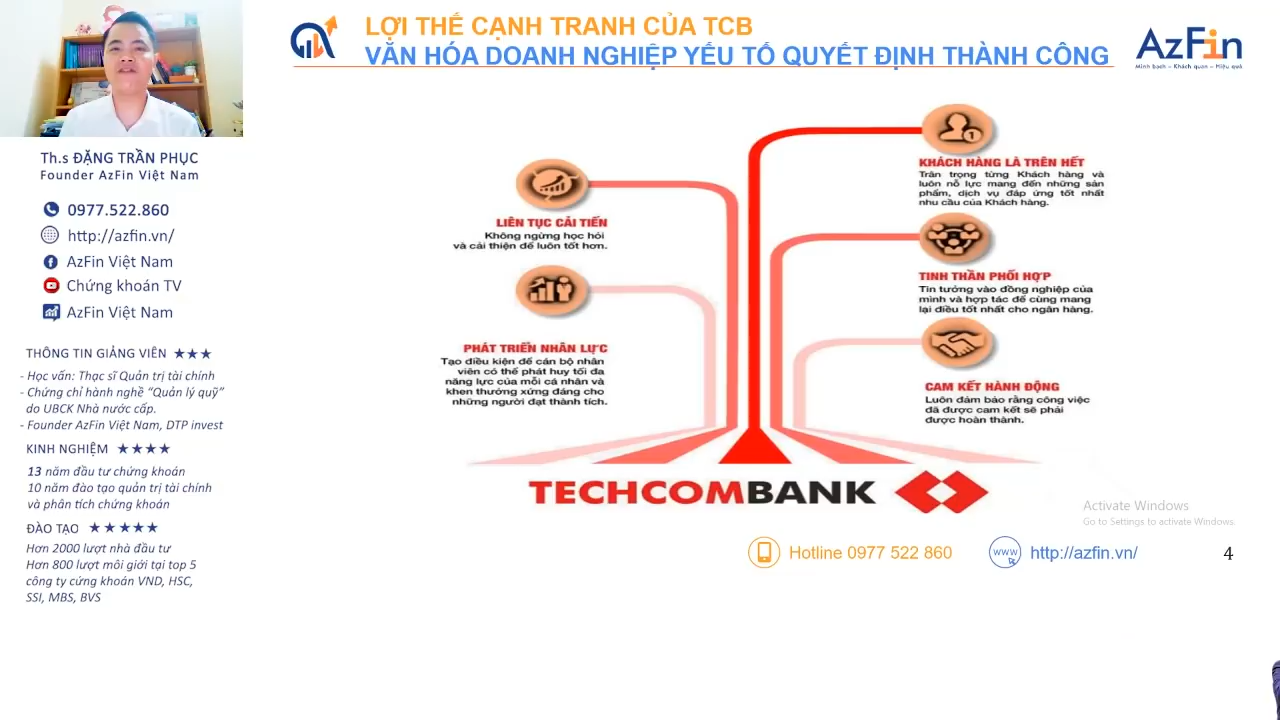 LỢI THẾ CẠNH TRANH CỦA TCB
VĂN HÓA DOANH NGHIỆP YẾU TỐ QUYẾT ĐỊNH THÀNH CÔNG
AzFin
Minh bạch – Khách quan – Hiệu quả
Th.s ĐẶNG TRẦN PHỤC
Founder AzFin Việt Nam
0977.522.860
http://azfin.vn/
AzFin Việt Nam
Chứng khoán TV
AzFin Việt Nam
THÔNG TIN GIẢNG VIÊN ★★★
- Học vấn: Thạc sĩ Quản trị tài chính
- Chứng chỉ hành nghề “Quản lý quỹ”
do UBCK Nhà nước cấp.
- Founder AzFin Việt Nam, DTP invest
KINH NGHIỆM ★★★★
13 năm đầu tư chứng khoán
10 năm đào tạo quản trị tài chính
và phân tích chứng khoán
ĐÀO TẠO ★★★★★
Hơn 2000 lượt nhà đầu tư
Hơn 800 lượt môi giới tại top 5
công ty cứng khoán VND, HSC,
SSI, MBS, BVS
LIÊN TỤC CẢI TIẾN
Không ngừng học hỏi
và cải thiện để luôn tốt hơn.
PHÁT TRIỂN NHÂN LỰC
Tạo điều kiện để cán bộ nhân
viên có thể phát huy tối đa
năng lực của mỗi cá nhân và
khen thưởng xứng đáng cho
những người đạt thành tích.
1
KHÁCH HÀNG LÀ TRÊN HẾT
Trân trọng từng Khách hàng và
luôn nỗ lực mang đến những sản
phẩm, dịch vụ đáp ứng tốt nhất
nhu cầu của Khách hàng.
TINH THẦN PHỐI HỢP
Tin tưởng vào đồng nghiệp của
mình và hợp tác để cùng mang
lại điều tốt nhất cho ngân hàng.
CAM KẾT HÀNH ĐỘNG
Luôn đảm bảo rằng công việc
đã được cam kết sẽ phải
được hoàn thành.
TECHCOMBANK
Activate Windows
Go to Settings to activate Windows.
Hotline 0977 522 860
www
http://azfin.vn/
4